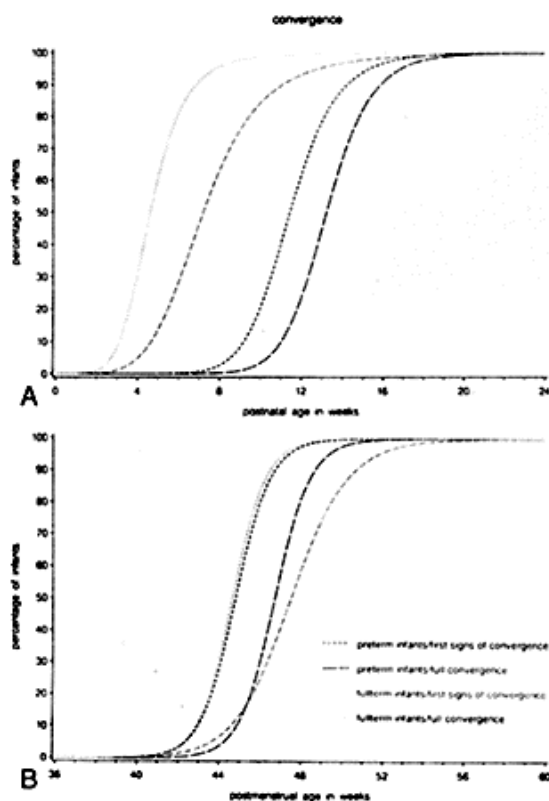 convergence
100
90
80
70
60
50
40
30
20
10
0
percentage of infants
0 4 8 12 16 20 24
A
postnatal age in weeks
100
90
80
70
60
50
40
30
20
10
0
percentage of infants
preterm infants/first signs of convergence
preterm infants/full convergence
fullterm infants/first signs of convergence
fullterm infants/full convergence
36 40 44 48 52 56 60
B
postmenstrual age in weeks